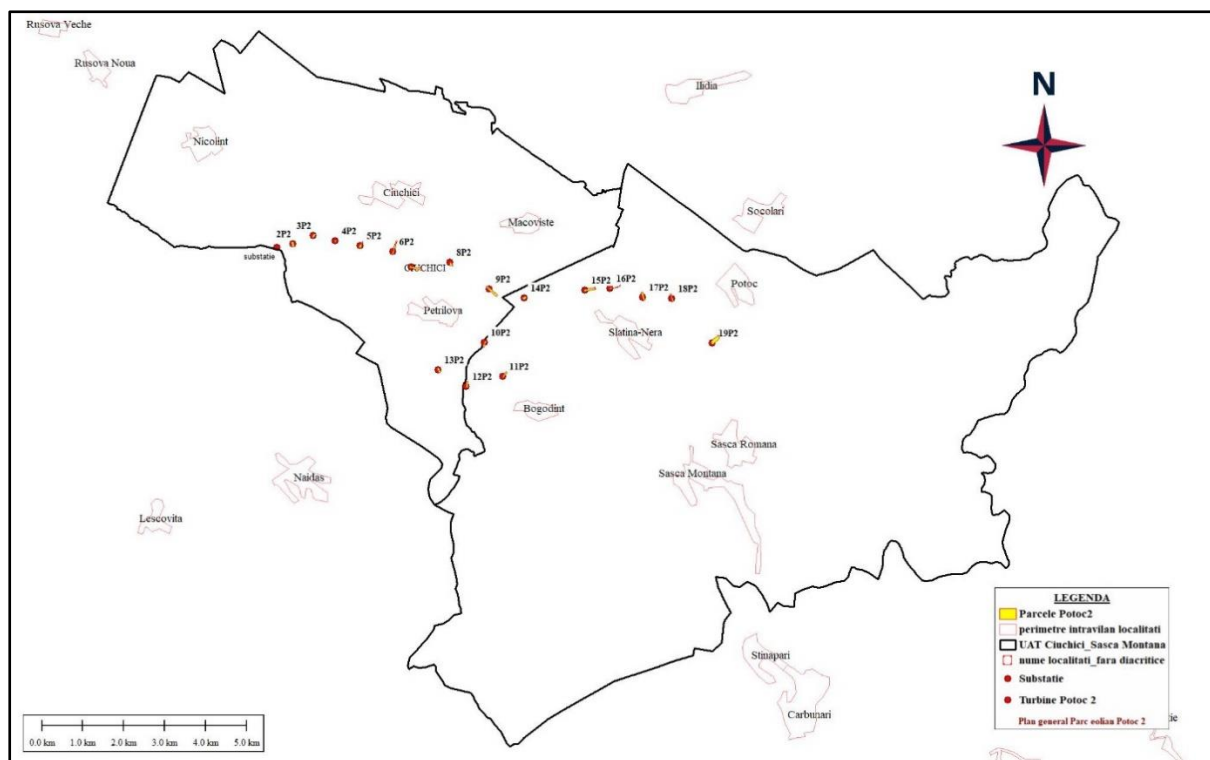 Rusova Veche
Rusova Noua
Ilidia
N
Nicolint
Ciuchici
Macoviste
Socolari
2P2
3P2
4P2
5P2
6P2
8P2
substatie
CIUCHICI
9P2
14P2
15P2
16P2
17P2
18P2
Potoc
Petrilova
Slatina-Nera
10P2
19P2
13P2
12P2
11P2
Bogodint
Sasca Romana
Sasca Montana
Naidas
Lescovita
Stinapari
Carbunari
LEGENDA
Parcele Potoc2
perimetre intravilan localitati
UAT Ciuchici_Sasca Montana
nume localitati_fara diacritice
Substatie
Turbine Potoc 2
Plan general Parc eolian Potoc 2
tie
0.0 km 1.0 km 2.0 km 3.0 km 4.0 km 5.0 km